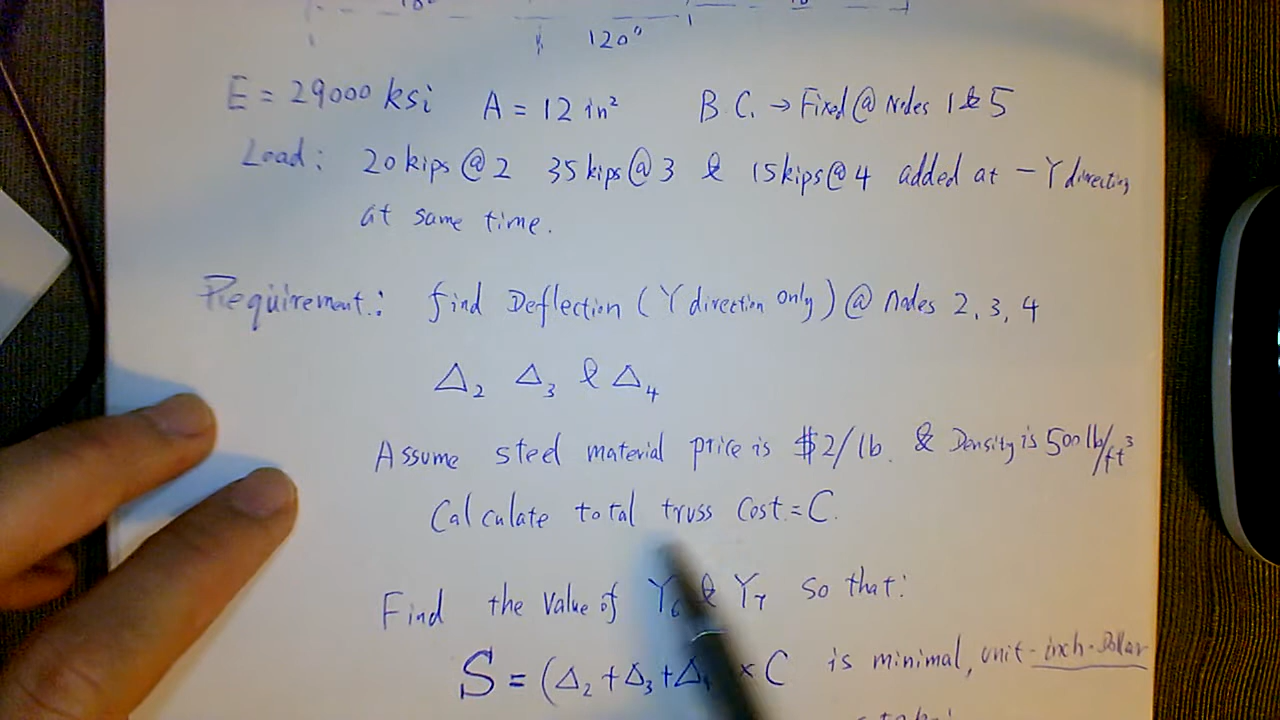 120"
E = 29000 ksi A = 12 in² B.C. → Fixed @ Nodes 1 & 5
Load: 20 kips @ 2 35 kips @ 3 & 15 kips @ 4 added at - Y direction
at same time.
Requirement: find Deflection ( Y direction only ) @ nodes 2, 3, 4
Δ₂ Δ₃ & Δ₄
Assume steel material price is $2/lb. & Density is 500 lb/ft³
Calculate total truss cost. = C.
Find the value of Y₆ & Y₇ so that:
S = (Δ₂ + Δ₃ + Δ × C is minimal, unit - inch-Dollar